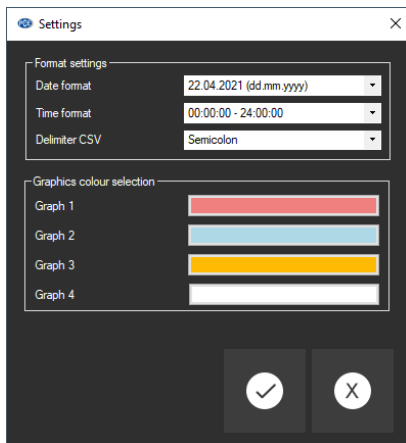 Settings
Format settings
Date format 22.04.2021 (dd.mm.yyyy)
Time format 00:00:00 - 24:00:00
Delimiter CSV Semicolon
Graphics colour selection
Graph 1
Graph 2
Graph 3
Graph 4
X